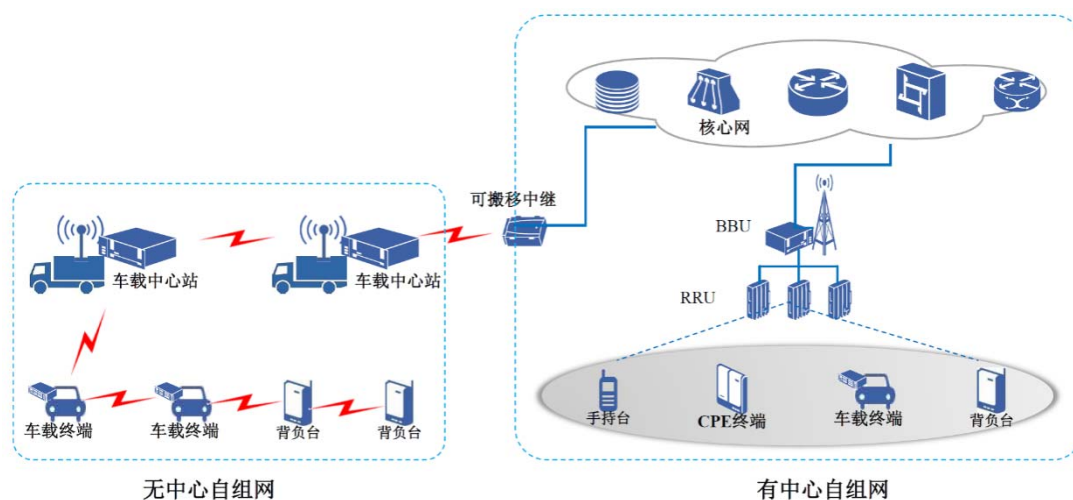 核心网
可搬移中继
BBU
车载中心站
车载中心站
RRU
车载终端
车载终端
背负台
背负台
手持台
CPE终端
车载终端
背负台
无中心自组网
有中心自组网